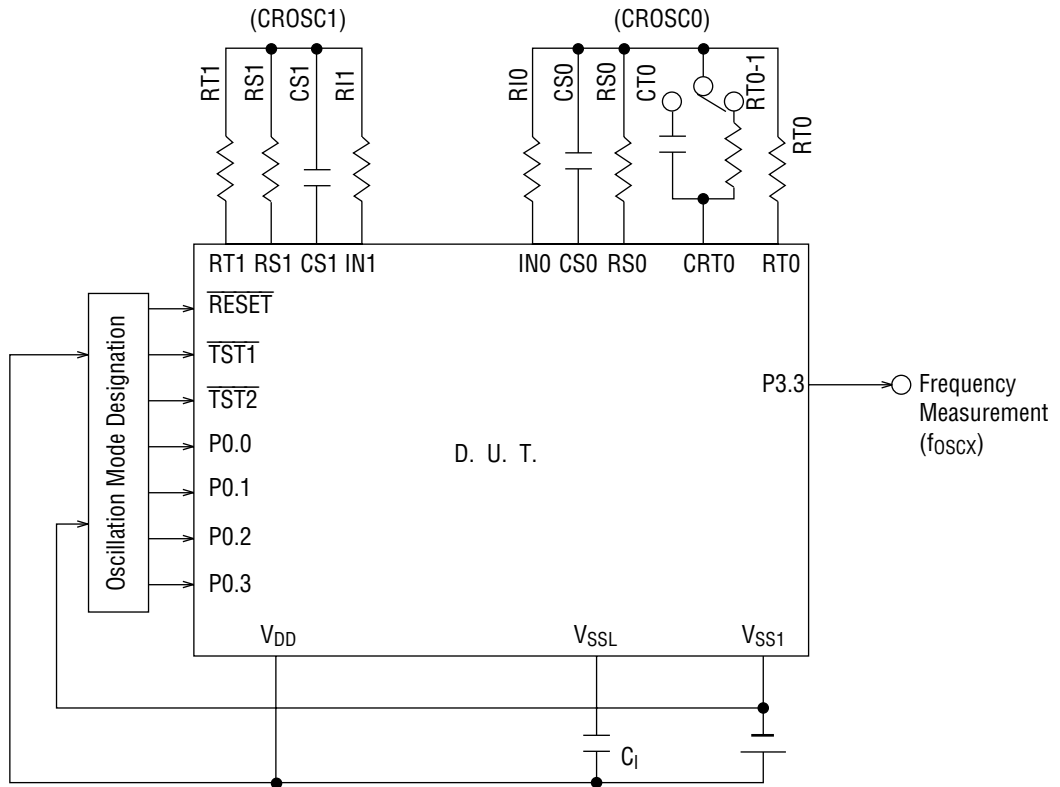 (CROSC1)
(CROSC0)
RT1
RS1
CS1
RI1
RI0
CS0
RS0
CT0
RT0-1
RT0
RT1 RS1 CS1 IN1
IN0 CS0 RS0 CRT0 RT0
Oscillation Mode Designation
RESET
TST1
TST2
P0.0
P0.1
P0.2
P0.3
D. U. T.
P3.3
Frequency
Measurement
(fOSCX)
VDD
VSSL
VSS1
CI